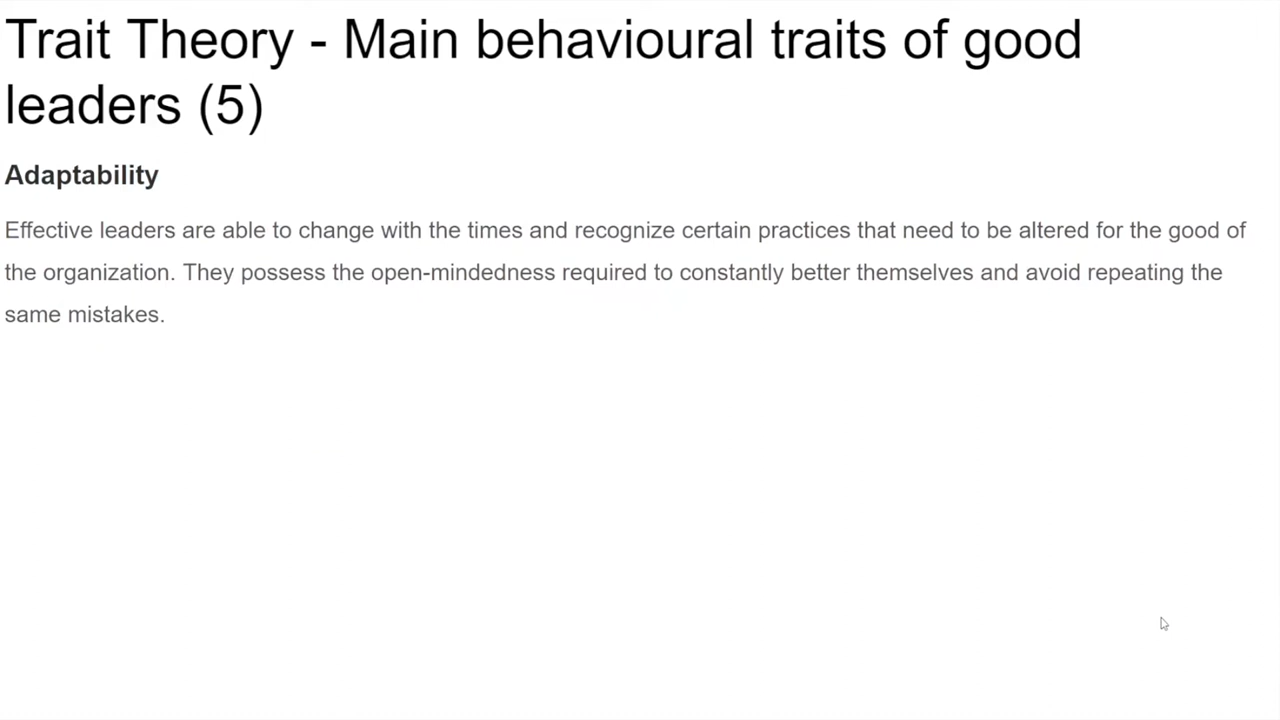 Trait Theory - Main behavioural traits of good
leaders (5)
Adaptability
Effective leaders are able to change with the times and recognize certain practices that need to be altered for the good of
the organization. They possess the open-mindedness required to constantly better themselves and avoid repeating the
same mistakes.